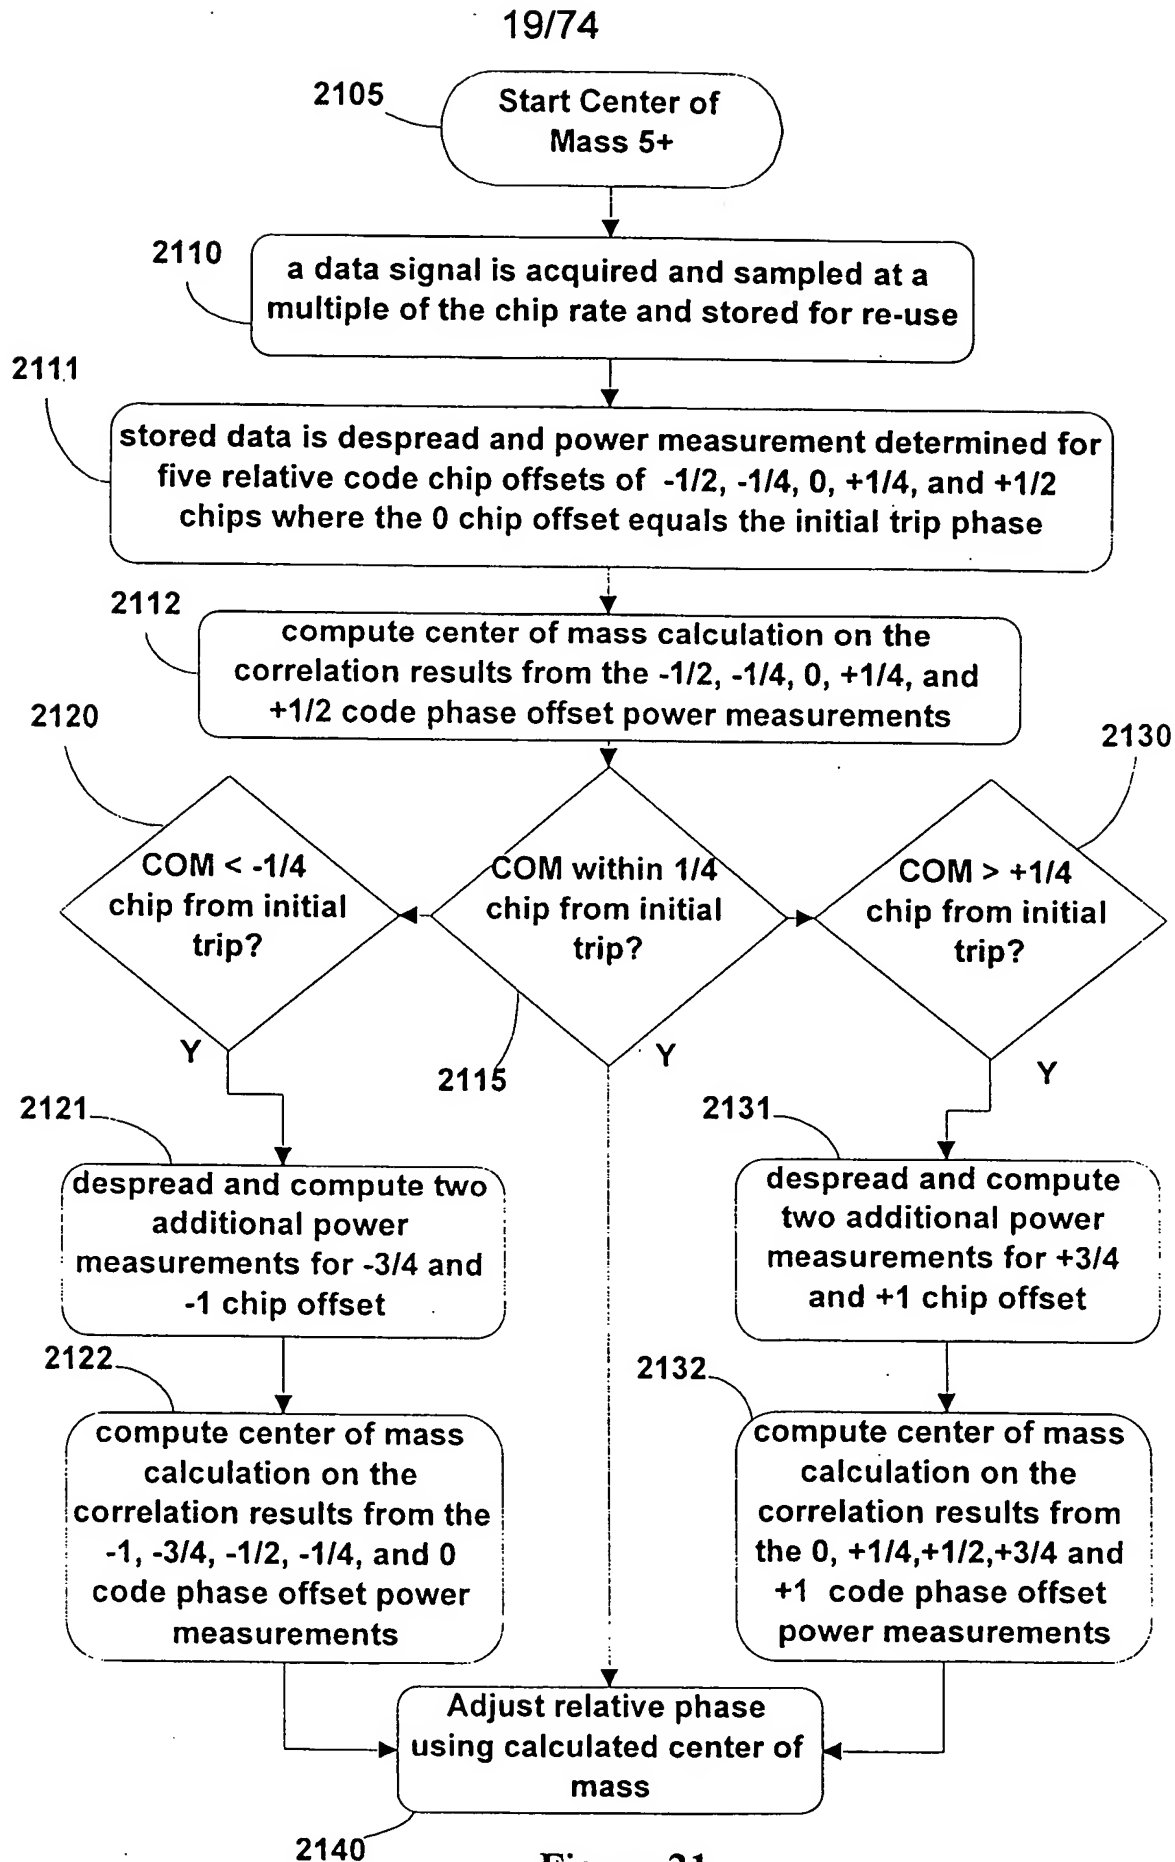 19/74
2105
Start Center of
Mass 5+
2110
a data signal is acquired and sampled at a
multiple of the chip rate and stored for re-use
2111
stored data is despread and power measurement determined for
five relative code chip offsets of -1/2, -1/4, 0, +1/4, and +1/2
chips where the 0 chip offset equals the initial trip phase
2112
compute center of mass calculation on the
correlation results from the -1/2, -1/4, 0, +1/4, and
+1/2 code phase offset power measurements
2120
COM < -1/4
chip from initial
trip?
Y
COM within 1/4
chip from initial
trip?
2115
Y
2130
COM > +1/4
chip from initial
trip?
Y
2121
despread and compute two
additional power
measurements for -3/4 and
-1 chip offset
2131
despread and compute
two additional power
measurements for +3/4
and +1 chip offset
2122
compute center of mass
calculation on the
correlation results from the
-1, -3/4, -1/2, -1/4, and 0
code phase offset power
measurements
2132
compute center of mass
calculation on the
correlation results from
the 0, +1/4,+1/2,+3/4 and
+1 code phase offset
power measurements
Adjust relative phase
using calculated center of
mass
2140